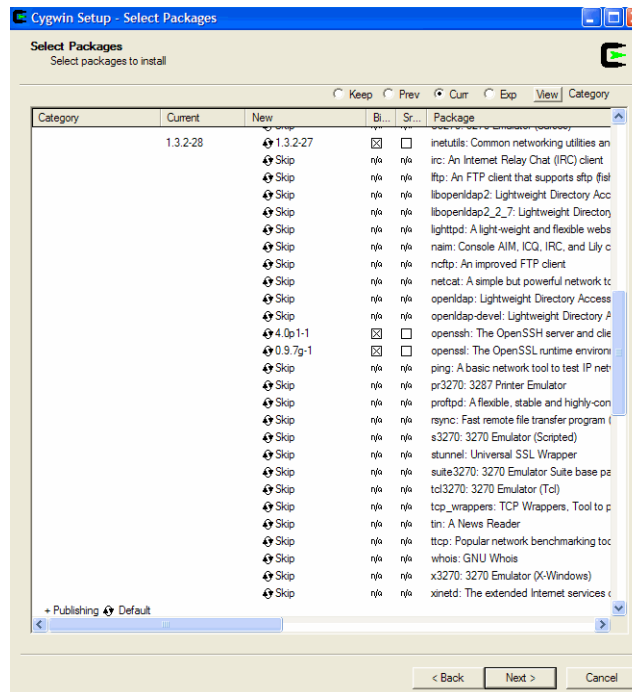 Cygwin Setup - Select Packages
Select Packages
Select packages to install
Keep Prev Curr Exp View Category
Category Current New Bi... Sr... Package
1.3.2-28 1.3.2-27 inetutils: Common networking utilities an
Skip n/a n/a irc: An Internet Relay Chat (IRC) client
Skip n/a n/a lftp: An FTP client that supports sftp (fish
Skip n/a n/a libopenldap2: Lightweight Directory Acc
Skip n/a n/a libopenldap2_2_7: Lightweight Directory
Skip n/a n/a lighttpd: A light-weight and flexible webs
Skip n/a n/a naim: Console AIM, ICQ, IRC, and Lily c
Skip n/a n/a ncftp: An improved FTP client
Skip n/a n/a netcat: A simple but powerful network to
Skip n/a n/a openldap: Lightweight Directory Access
Skip n/a n/a openldap-devel: Lightweight Directory A
4.0p1-1 openssh: The OpenSSH server and clie
0.9.7g-1 openssl: The OpenSSL runtime environ
Skip n/a n/a ping: A basic network tool to test IP net
Skip n/a n/a pr3270: 3287 Printer Emulator
Skip n/a n/a proftpd: A flexible, stable and highly-con
Skip n/a n/a rsync: Fast remote file transfer program (
Skip n/a n/a s3270: 3270 Emulator (Scripted)
Skip n/a n/a stunnel: Universal SSL Wrapper
Skip n/a n/a suite3270: 3270 Emulator Suite base pa
Skip n/a n/a tcl3270: 3270 Emulator (Tcl)
Skip n/a n/a tcp_wrappers: TCP Wrappers, Tool to p
Skip n/a n/a tin: A News Reader
Skip n/a n/a ttcp: Popular network benchmarking too
Skip n/a n/a whois: GNU Whois
Skip n/a n/a x3270: 3270 Emulator (X-Windows)
Skip n/a n/a xinetd: The extended Internet services
+ Publishing Default
< Back Next > Cancel